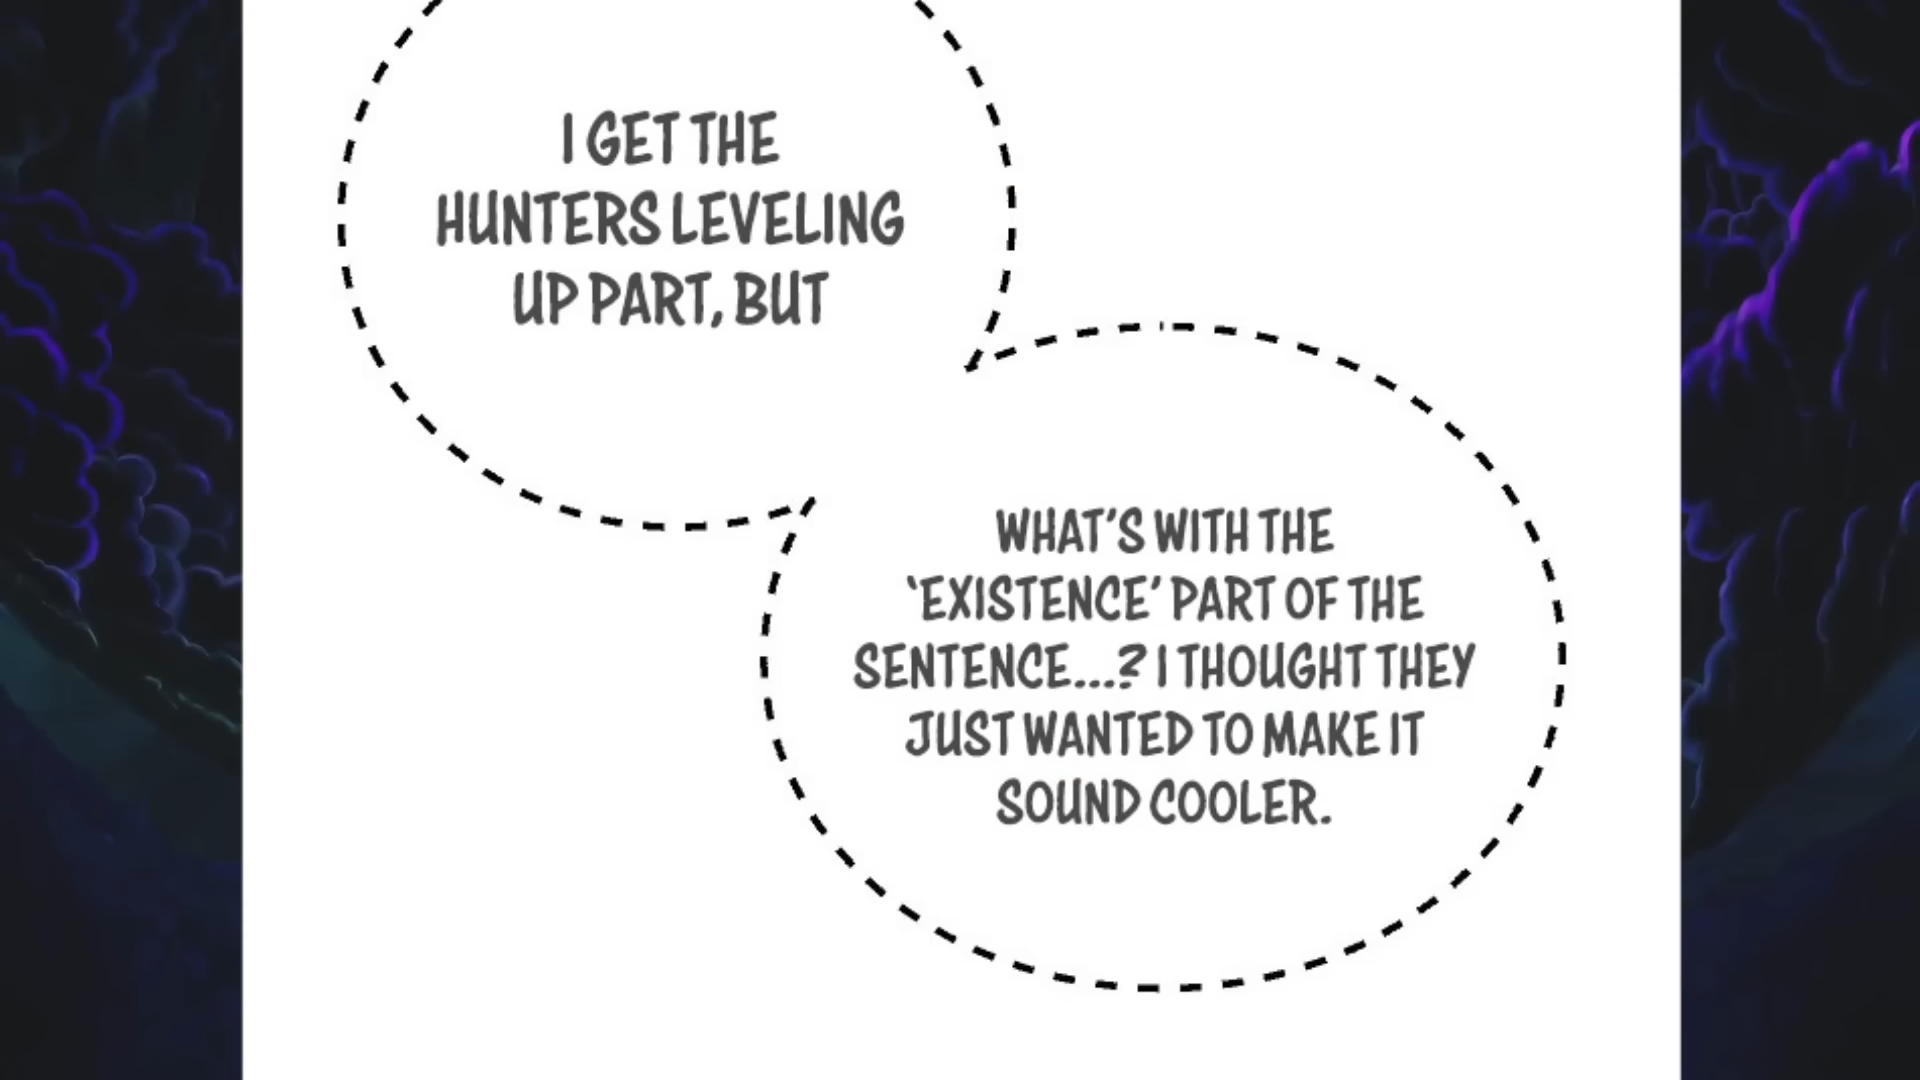 I GET THE
HUNTERS LEVELING
UP PART, BUT
WHAT'S WITH THE
'EXISTENCE' PART OF THE
SENTENCE...? I THOUGHT THEY
JUST WANTED TO MAKE IT
SOUND COOLER.